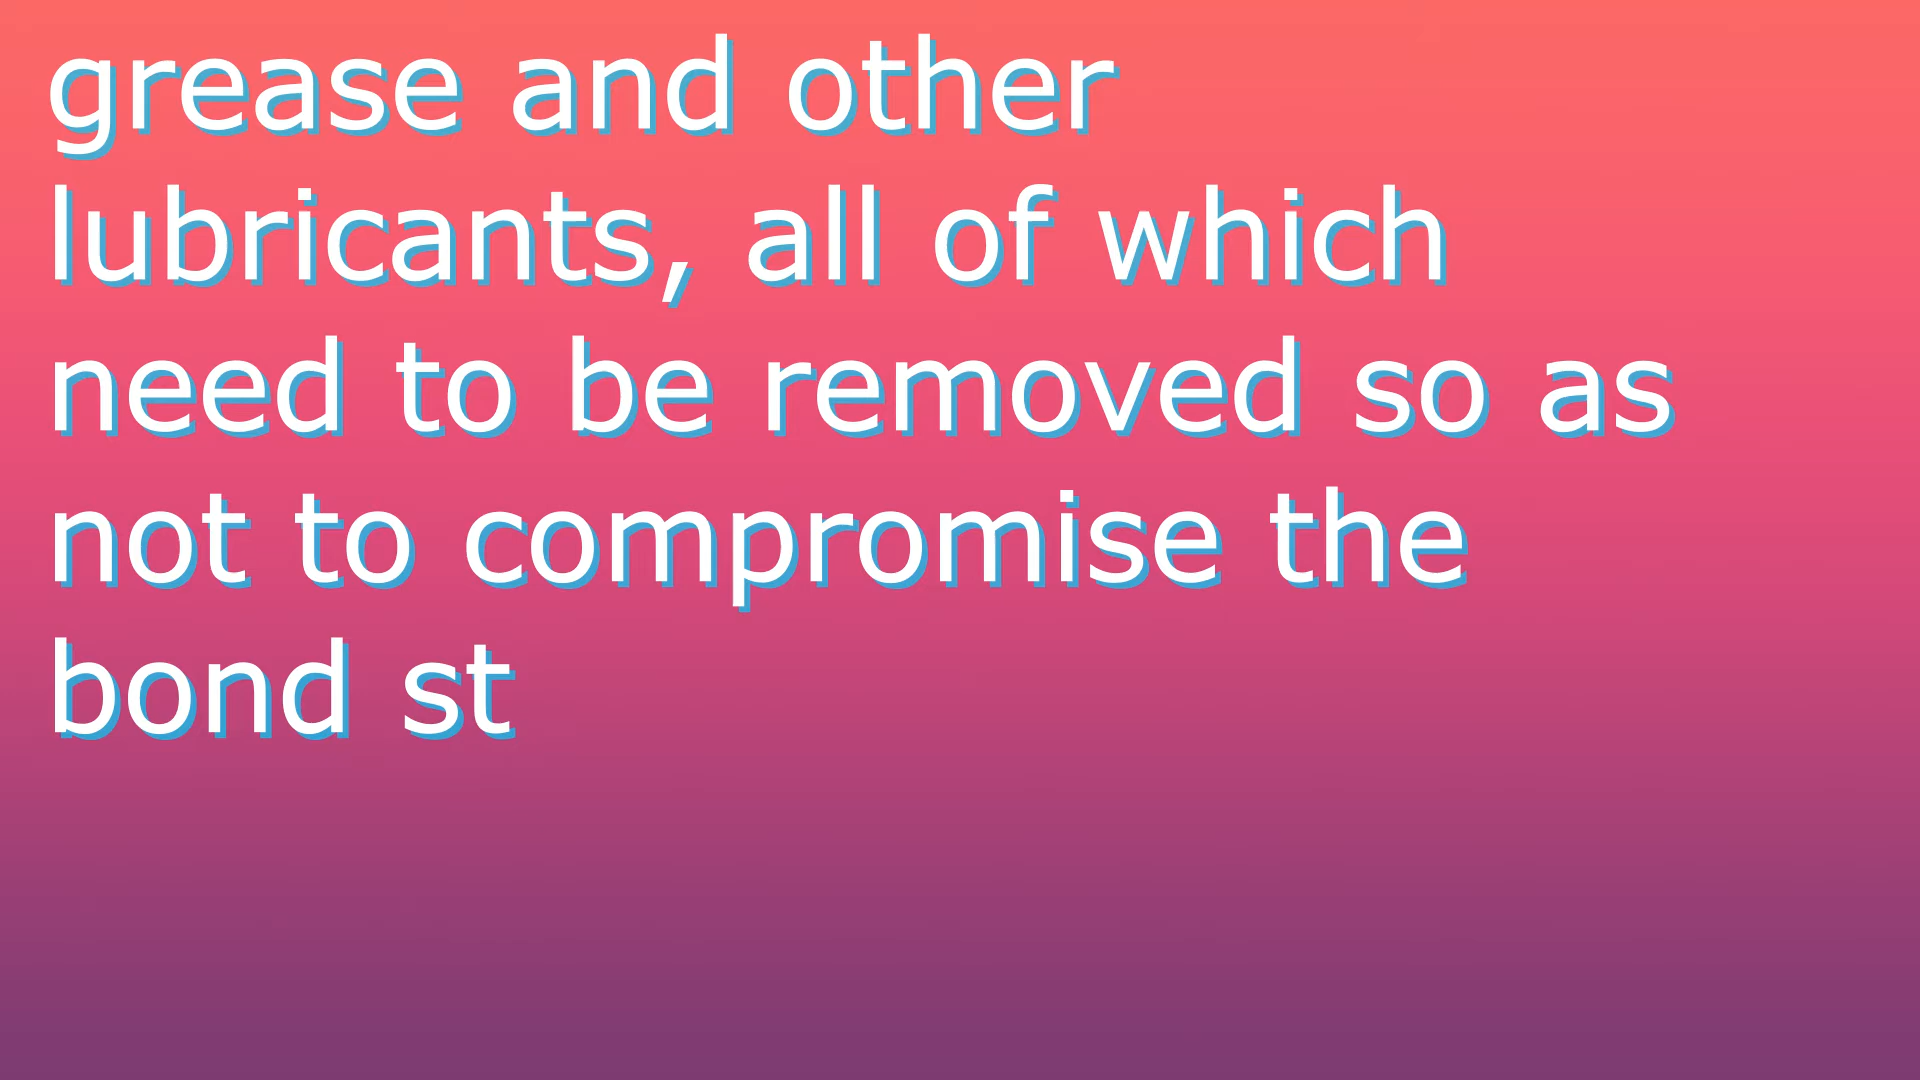 grease and other
lubricants, all of which
need to be removed so as
not to compromise the
bond st